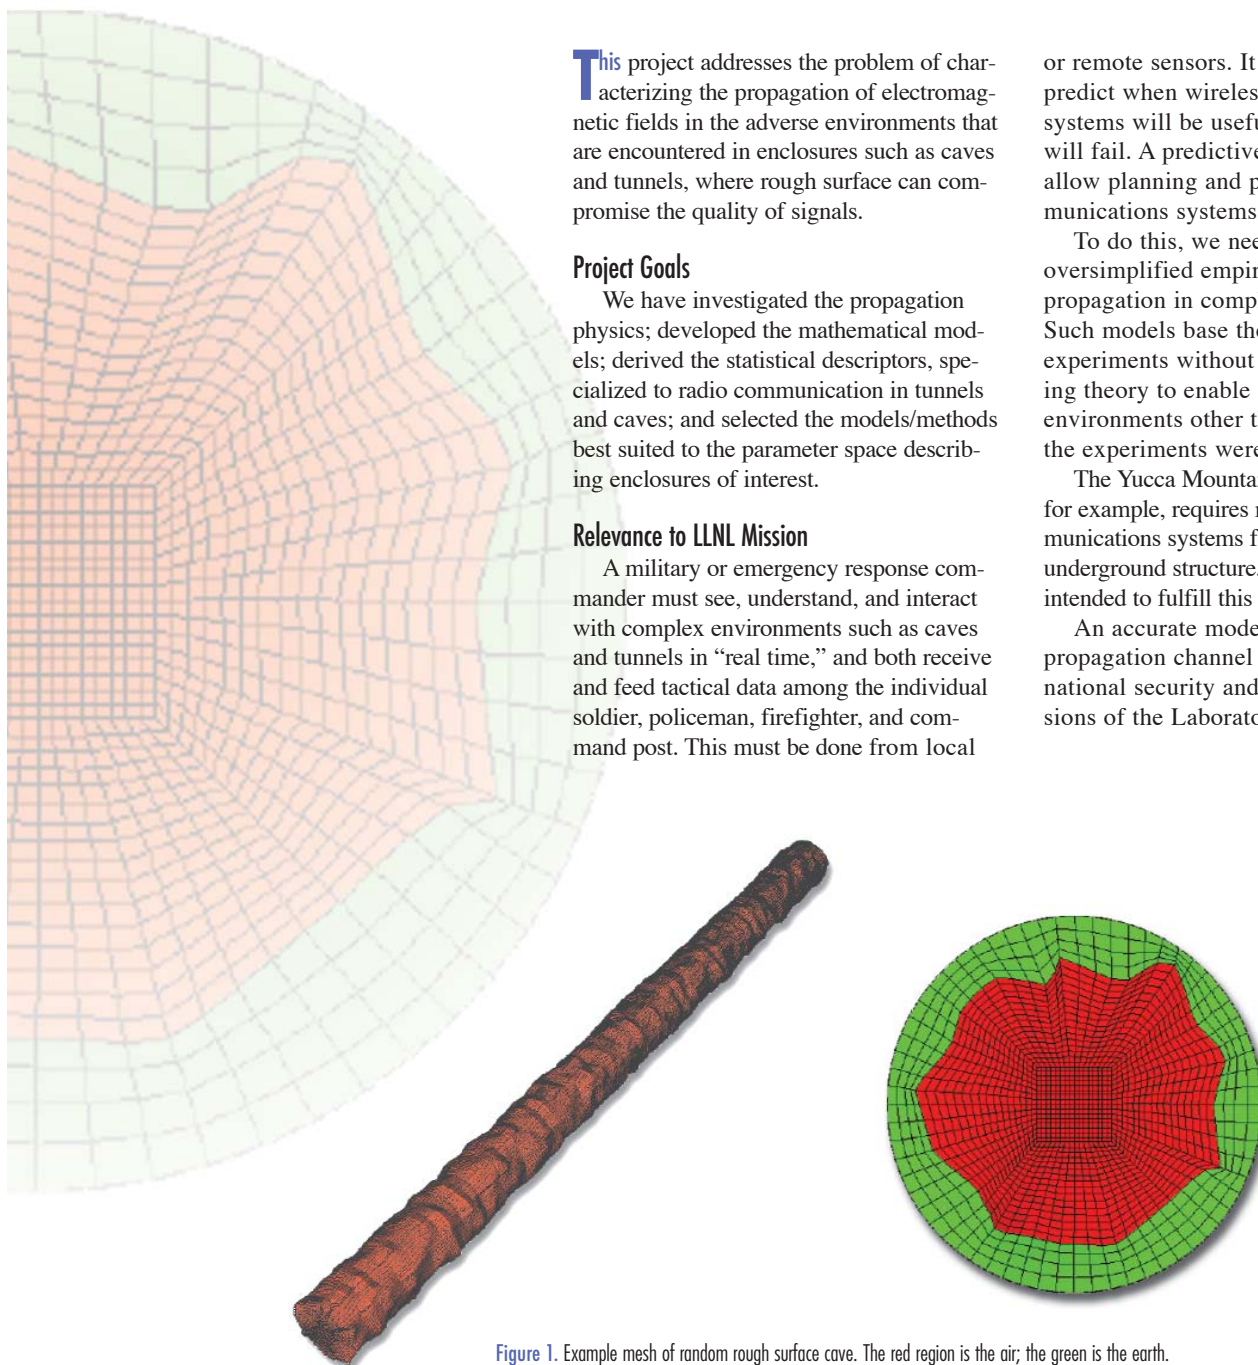 This project addresses the problem of char-
acterizing the propagation of electromag-
netic fields in the adverse environments that
are encountered in enclosures such as caves
and tunnels, where rough surface can com-
promise the quality of signals.
Project Goals
We have investigated the propagation
physics; developed the mathematical mod-
els; derived the statistical descriptors, spe-
cialized to radio communication in tunnels
and caves; and selected the models/methods
best suited to the parameter space describ-
ing enclosures of interest.
Relevance to LLNL Mission
A military or emergency response com-
mander must see, understand, and interact
with complex environments such as caves
and tunnels in “real time,” and both receive
and feed tactical data among the individual
soldier, policeman, firefighter, and com-
mand post. This must be done from local
or remote sensors. It
predict when wireles
systems will be usefu
will fail. A predictive
allow planning and p
munications systems
To do this, we nee
oversimplified empir
propagation in comp
Such models base the
experiments without
ing theory to enable
environments other t
the experiments were
The Yucca Mounta
for example, requires r
munications systems f
underground structure.
intended to fulfill this
An accurate mode
propagation channel
national security and
sions of the Laborato
Figure 1. Example mesh of random rough surface cave. The red region is the air; the green is the earth.